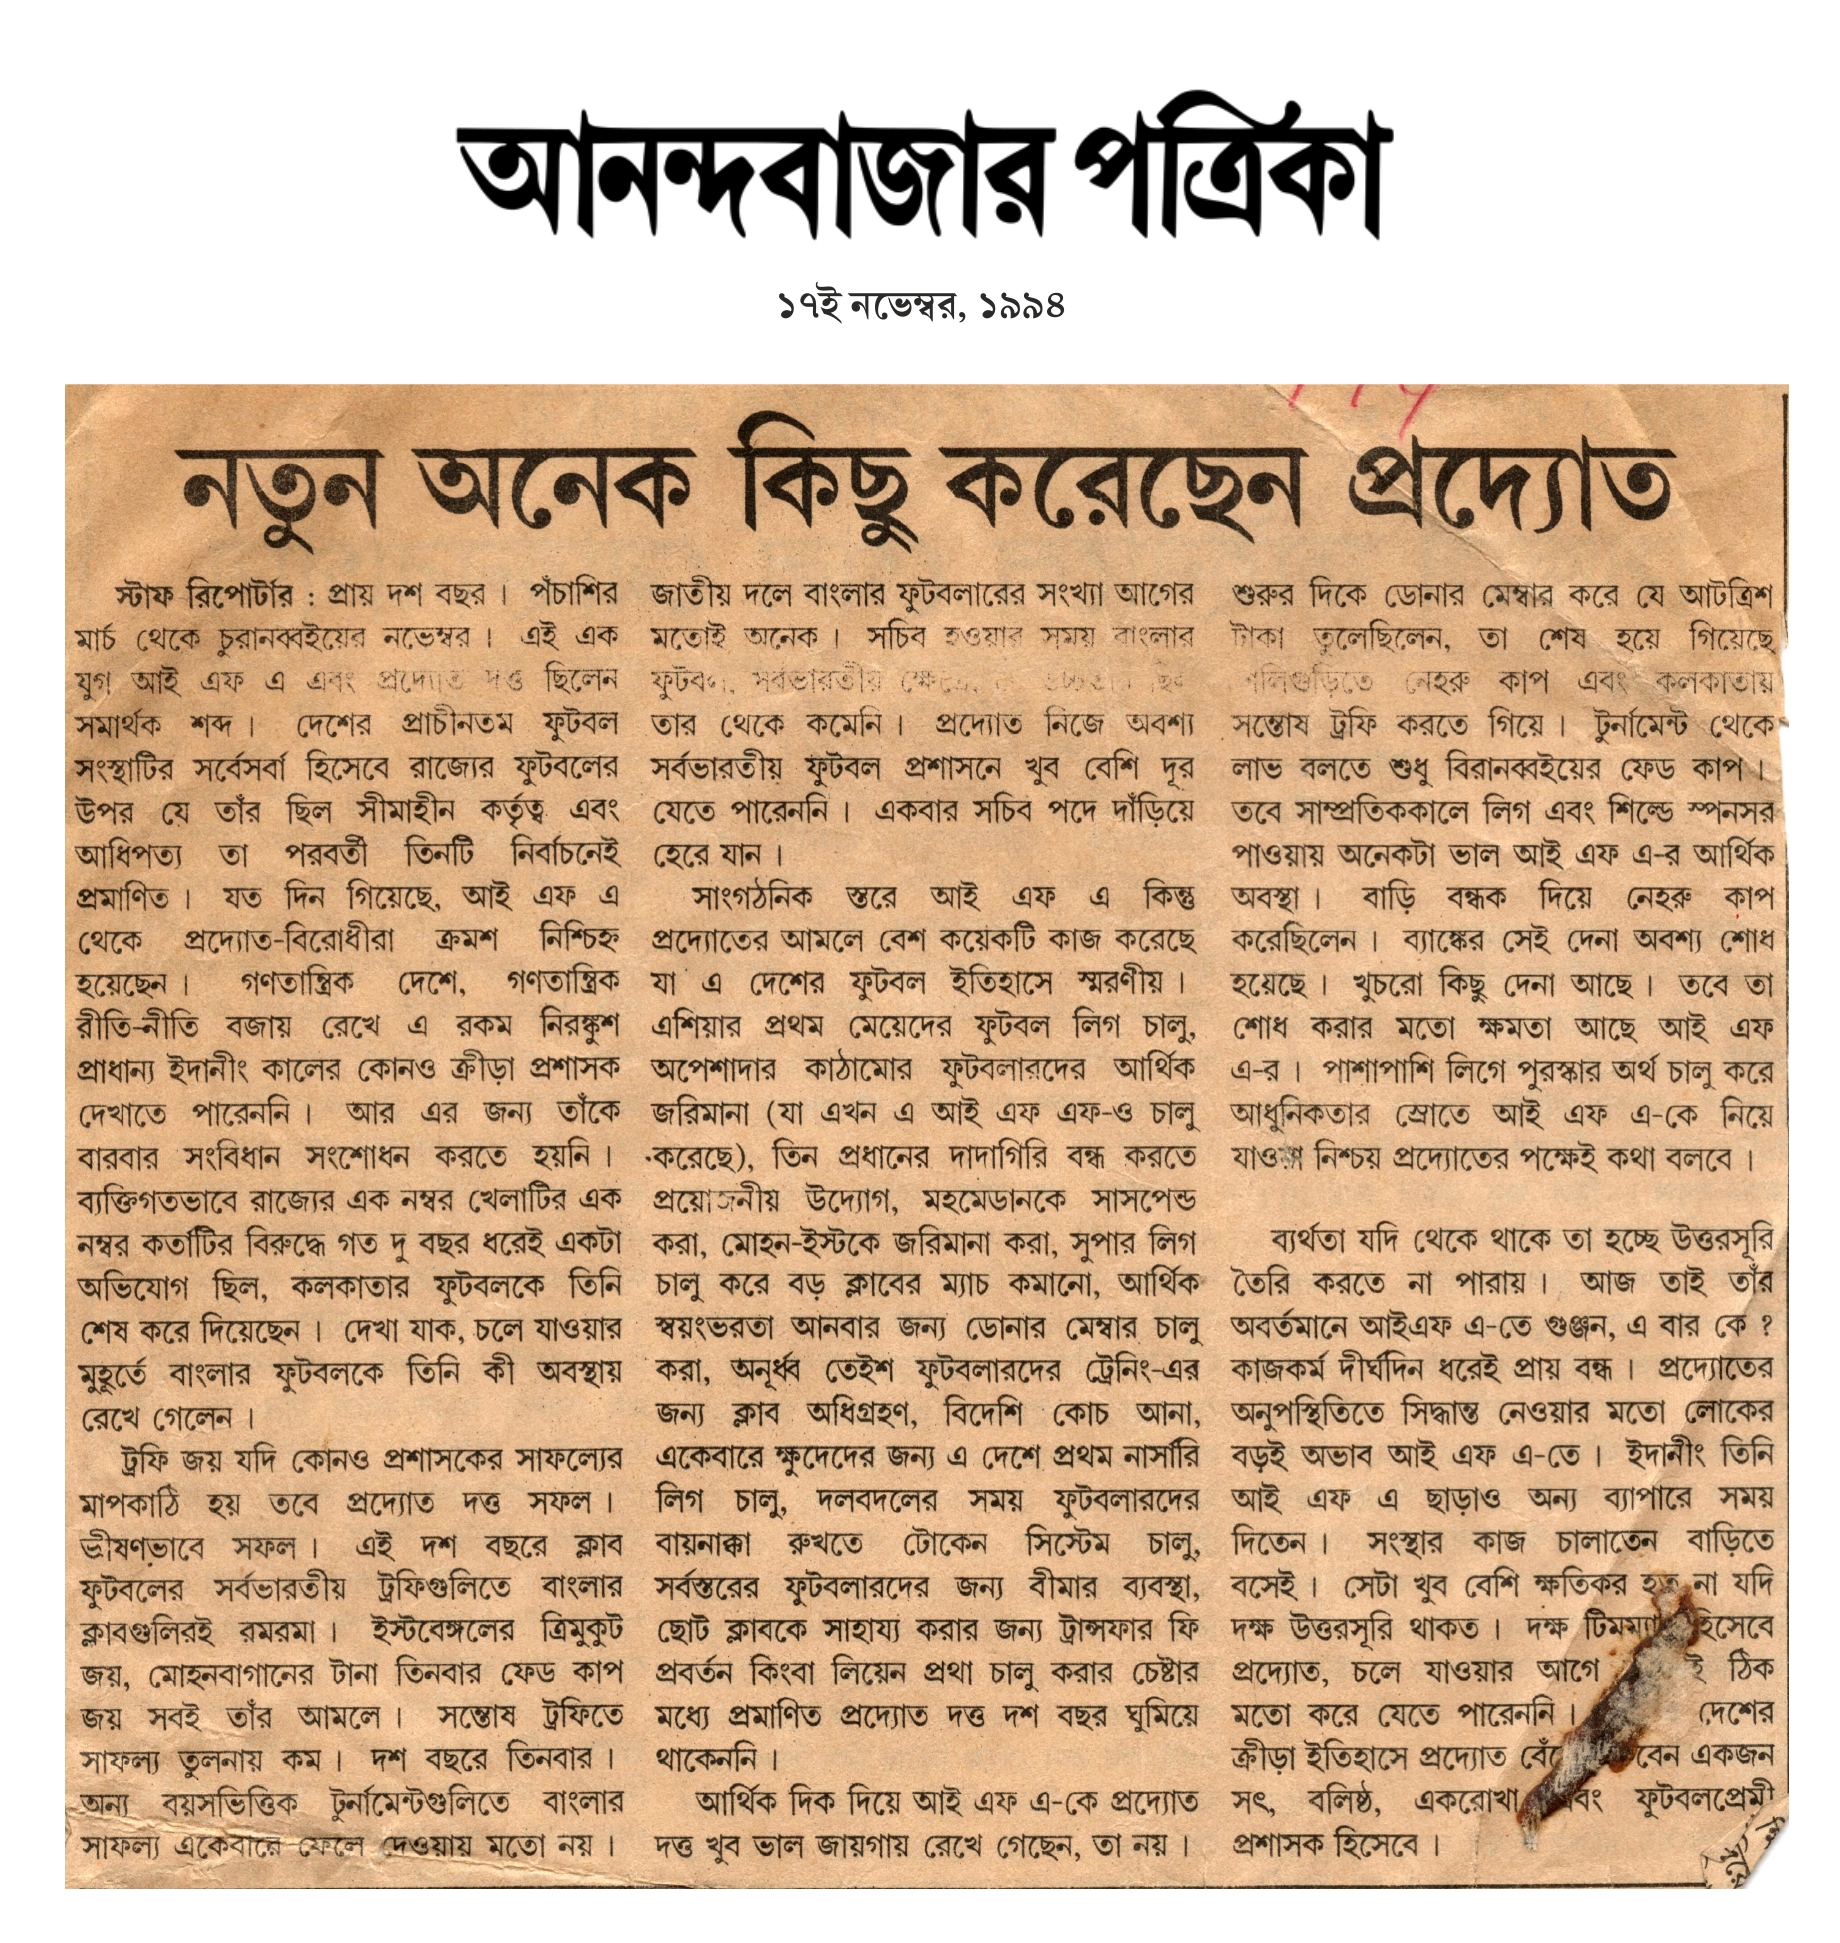 আনন্দবাজার পত্রিকা
১৭ই নভেম্বর, ১৯৯৪
নতুন অনেক কিছু করেছেন প্রদ্যোত
স্টাফ রিপোর্টার : প্রায় দশ বছর। পঁচাশির
মার্চ থেকে চুরানব্বইয়ের নভেম্বর। এই এক
যুগ আই এফ এ এবং প্রদ্যোত দত্ত ছিলেন
সমার্থক শব্দ। দেশের প্রাচীনতম ফুটবল
সংস্থাটির সর্বেসর্বা হিসেবে রাজ্যের ফুটবলের
উপর যে তাঁর ছিল সীমাহীন কর্তৃত্ব এবং
আধিপত্য তা পরবর্তী তিনটি নির্বাচনেই
প্রমাণিত। যত দিন গিয়েছে, আই এফ এ
থেকে প্রদ্যোত-বিরোধীরা ক্রমশ নিশ্চিহ্ন
হয়েছেন। গণতান্ত্রিক দেশে, গণতান্ত্রিক
রীতি-নীতি বজায় রেখে এ রকম নিরঙ্কুশ
প্রাধান্য ইদানীং কালের কোনও ক্রীড়া প্রশাসক
দেখাতে পারেননি। আর এর জন্য তাঁকে
বারবার সংবিধান সংশোধন করতে হয়নি।
ব্যক্তিগতভাবে রাজ্যের এক নম্বর খেলাটির এক
নম্বর কর্তাটির বিরুদ্ধে গত দু বছর ধরেই একটা
অভিযোগ ছিল, কলকাতার ফুটবলকে তিনি
শেষ করে দিয়েছেন। দেখা যাক, চলে যাওয়ার
মুহূর্তে বাংলার ফুটবলকে তিনি কী অবস্থায়
রেখে গেলেন।
ট্রফি জয় যদি কোনও প্রশাসকের সাফল্যের
মাপকাঠি হয় তবে প্রদ্যোত দত্ত সফল।
ভীষণভাবে সফল। এই দশ বছরে ক্লাব
ফুটবলের সর্বভারতীয় ট্রফিগুলিতে বাংলার
ক্লাবগুলিরই রমরমা। ইস্টবেঙ্গলের ত্রিমুকুট
জয়, মোহনবাগানের টানা তিনবার ফেড কাপ
জয় সবই তাঁর আমলে। সন্তোষ ট্রফিতে
সাফল্য তুলনায় কম। দশ বছরে তিনবার।
অন্য বয়সভিত্তিক টুর্নামেন্টগুলিতে বাংলার
সাফল্য একেবারে ফেলে দেওয়ায় মতো নয়।
জাতীয় দলে বাংলার ফুটবলারের সংখ্যা আগের
মতোই অনেক। সচিব হওয়ার সময় বাংলার
ফুটবল, সর্বভারতীয়
তার থেকে কমেনি। প্রদ্যোত নিজে অবশ্য
সর্বভারতীয় ফুটবল প্রশাসনে খুব বেশি দূর
যেতে পারেননি। একবার সচিব পদে দাঁড়িয়ে
হেরে যান।
সাংগঠনিক স্তরে আই এফ এ কিন্তু
প্রদ্যোতের আমলে বেশ কয়েকটি কাজ করেছে
যা এ দেশের ফুটবল ইতিহাসে স্মরণীয়।
এশিয়ার প্রথম মেয়েদের ফুটবল লিগ চালু,
অপেশাদার কাঠামোর ফুটবলারদের আর্থিক
জরিমানা (যা এখন এ আই এফ এফ-ও চালু
করেছে), তিন প্রধানের দাদাগিরি বন্ধ করতে
প্রয়োজনীয় উদ্যোগ, মহমেডানকে সাসপেন্ড
করা, মোহন-ইস্টকে জরিমানা করা, সুপার লিগ
চালু করে বড় ক্লাবের ম্যাচ কমানো, আর্থিক
স্বয়ংভরতা আনবার জন্য ডোনার মেম্বার চালু
করা, অনূর্ধ্ব তেইশ ফুটবলারদের ট্রেনিং-এর
জন্য ক্লাব অধিগ্রহণ, বিদেশি কোচ আনা,
একেবারে ক্ষুদেদের জন্য এ দেশে প্রথম নার্সারি
লিগ চালু, দলবদলের সময় ফুটবলারদের
বায়নাক্কা রুখতে টোকেন সিস্টেম চালু,
সর্বস্তরের ফুটবলারদের জন্য বীমার ব্যবস্থা,
ছোট ক্লাবকে সাহায্য করার জন্য ট্রান্সফার ফি
প্রবর্তন কিংবা লিয়েন প্রথা চালু করার চেষ্টার
মধ্যে প্রমাণিত প্রদ্যোত দত্ত দশ বছর ঘুমিয়ে
থাকেননি।
আর্থিক দিক দিয়ে আই এফ এ-কে প্রদ্যোত
দত্ত খুব ভাল জায়গায় রেখে গেছেন, তা নয়।
শুরুর দিকে ডোনার মেম্বার করে যে আটত্রিশ
টাকা তুলেছিলেন, তা শেষ হয়ে গিয়েছে
নেহরু কাপ এবং কলকাতায়
সন্তোষ ট্রফি করতে গিয়ে। টুর্নামেন্ট থেকে
লাভ বলতে শুধু বিরানব্বইয়ের ফেড কাপ।
তবে সাম্প্রতিককালে লিগ এবং শিল্ডে স্পনসর
পাওয়ায় অনেকটা ভাল আই এফ এ-র আর্থিক
অবস্থা। বাড়ি বন্ধক দিয়ে নেহরু কাপ
করেছিলেন। ব্যাঙ্কের সেই দেনা অবশ্য শোধ
হয়েছে। খুচরো কিছু দেনা আছে। তবে তা
শোধ করার মতো ক্ষমতা আছে আই এফ
এ-র। পাশাপাশি লিগে পুরস্কার অর্থ চালু করে
আধুনিকতার স্রোতে আই এফ এ-কে নিয়ে
যাওয়া নিশ্চয় প্রদ্যোতের পক্ষেই কথা বলবে।
ব্যর্থতা যদি থেকে থাকে তা হচ্ছে উত্তরসূরি
তৈরি করতে না পারায়। আজ তাই তাঁর
অবর্তমানে আইএফ এ-তে গুঞ্জন, এ বার কে ?
কাজকর্ম দীর্ঘদিন ধরেই প্রায় বন্ধ। প্রদ্যোতের
অনুপস্থিতিতে সিদ্ধান্ত নেওয়ার মতো লোকের
বড়ই অভাব আই এফ এ-তে। ইদানীং তিনি
আই এফ এ ছাড়াও অন্য ব্যাপারে সময়
দিতেন। সংস্থার কাজ চালাতেন বাড়িতে
বসেই। সেটা খুব বেশি ক্ষতিকর হত না যদি
দক্ষ উত্তরসূরি থাকত। দক্ষ হিসেবে
প্রদ্যোত, চলে যাওয়ার আগে ঠিক
মতো করে যেতে পারেননি। দেশের
ক্রীড়া ইতিহাসে প্রদ্যোত একজন
সৎ, বলিষ্ঠ, একরোখা এবং ফুটবলপ্রেমী
প্রশাসক হিসেবে।